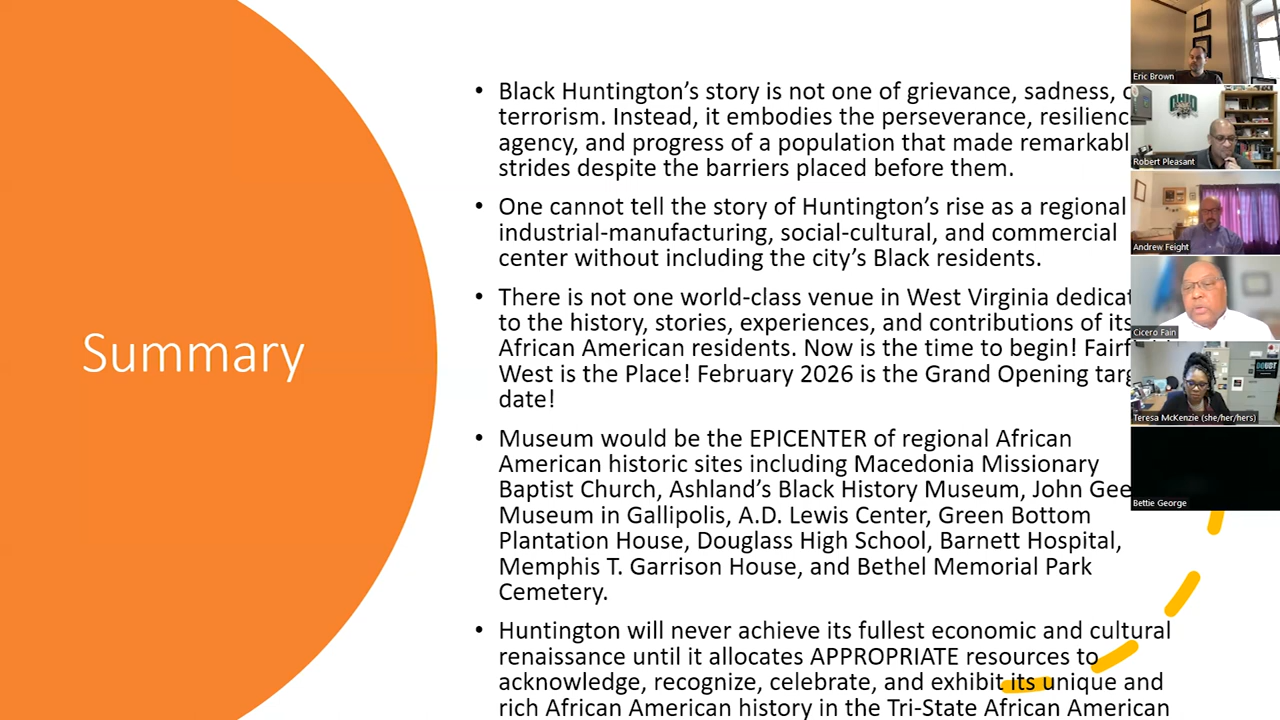 Summary
• Black Huntington's story is not one of grievance, sadness,
terrorism. Instead, it embodies the perseverance, resilienc
agency, and progress of a population that made remarkabl
strides despite the barriers placed before them.
• One cannot tell the story of Huntington's rise as a regional
industrial-manufacturing, social-cultural, and commercial
center without including the city's Black residents.
• There is not one world-class venue in West Virginia dedicat
to the history, stories, experiences, and contributions of its
African American residents. Now is the time to begin!
West is the Place! February 2026 is the Grand Opening
date!
• Museum would be the EPICENTER of regional African
American historic sites including Macedonia Missionary
Baptist Church, Ashland's Black History Museum, John Gee
Museum in Gallipolis, A.D. Lewis Center, Green Bottom
Plantation House, Douglass High School, Barnett Hospital,
Memphis T. Garrison House, and Bethel Memorial Park
Cemetery.
• Huntington will never achieve its fullest economic and cultural
renaissance until it allocates APPROPRIATE resources to
acknowledge, recognize, celebrate, and exhibit its unique and
rich African American history in the Tri-State African American
Eric Brown
OHIO
Robert Pleasant
Andrew Feight
Cicero Fain
Teresa McKenzie (she/her/hers)
Bettie George